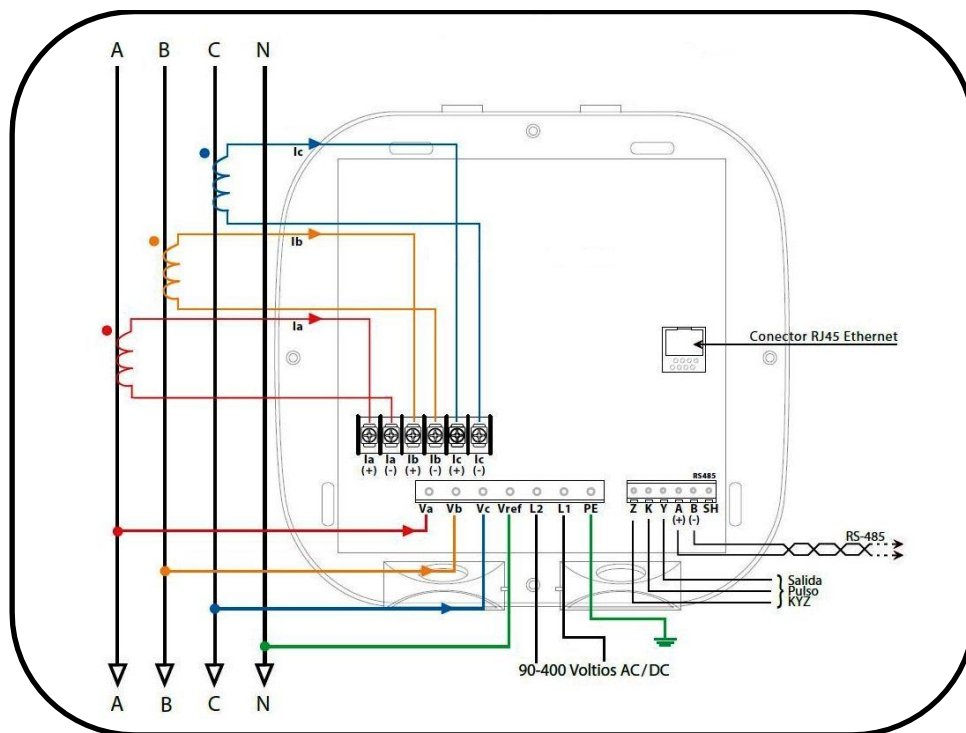 A B C N
Ic
Ib
Ia
Conector RJ45 Ethernet
Ia Ia Ib Ib Ic Ic
(+) (-) (+) (-) (+) (-)
RS485
Va Vb Vc Vref L2 L1 PE
Z K Y A B SH
(+) (-)
RS-485
Salida
Pulso
KYZ
90-400 Voltios AC/DC
A B C N